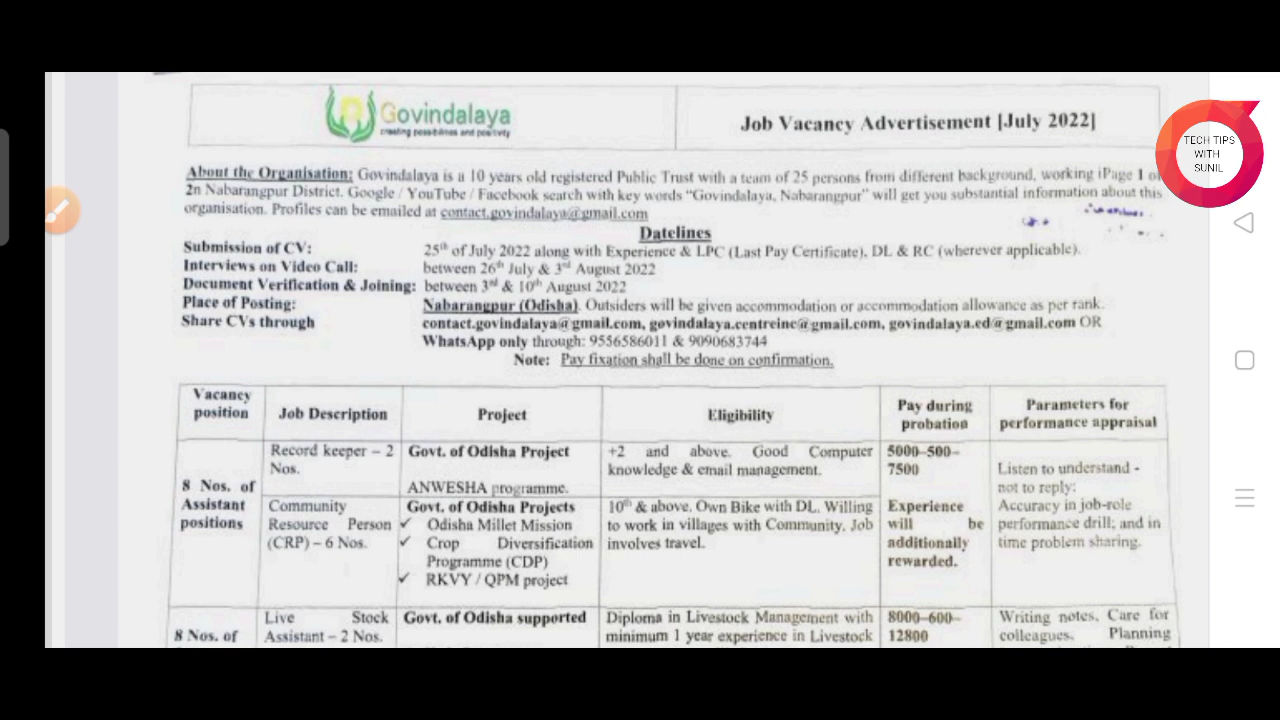 Govindalaya
creating possibilities and positivity
Job Vacancy Advertisement [July 2022]
TECH TIPS
WITH
SUNIL
About the Organisation: Govindalaya is a 10 years old registered Public Trust with a team of 25 persons from different background, working iPage 1 o
2n Nabarangpur District. Google / YouTube / Facebook search with key words "Govindalaya, Nabarangpur" will get you substantial information about this
organisation. Profiles can be emailed at contact.govindalaya@gmail.com
Datelines
Submission of CV: 25th of July 2022 along with Experience & LPC (Last Pay Certificate), DL & RC (wherever applicable).
Interviews on Video Call: between 26th July & 3rd August 2022
Document Verification & Joining: between 3rd & 10th August 2022
Place of Posting: Nabarangpur (Odisha). Outsiders will be given accommodation or accommodation allowance as per rank.
Share CVs through contact.govindalaya@gmail.com, govindalaya.centreinc@gmail.com, govindalaya.ed@gmail.com OR
WhatsApp only through: 9556586011 & 9090683744
Note: Pay fixation shall be done on confirmation.
Vacancy
position
Job Description
Project
Eligibility
Pay during
probation
Parameters for
performance appraisal
8 Nos. of
Assistant
positions
Record keeper – 2
Nos.
Govt. of Odisha Project
ANWESHA programme.
+2 and above. Good Computer
knowledge & email management.
5000–500–
7500
Experience
will be
additionally
rewarded.
Listen to understand -
not to reply;
Accuracy in job-role
performance drill; and in
time problem sharing.
Community
Resource Person
(CRP) – 6 Nos.
Govt. of Odisha Projects
✓ Odisha Millet Mission
✓ Crop Diversification
Programme (CDP)
✓ RKVY / QPM project
10th & above. Own Bike with DL. Willing
to work in villages with Community. Job
involves travel.
8 Nos. of
Live Stock
Assistant – 2 Nos.
Govt. of Odisha supported
Diploma in Livestock Management with
minimum 1 year experience in Livestock
8000–600–
12800
Writing notes, Care for
colleagues, Planning